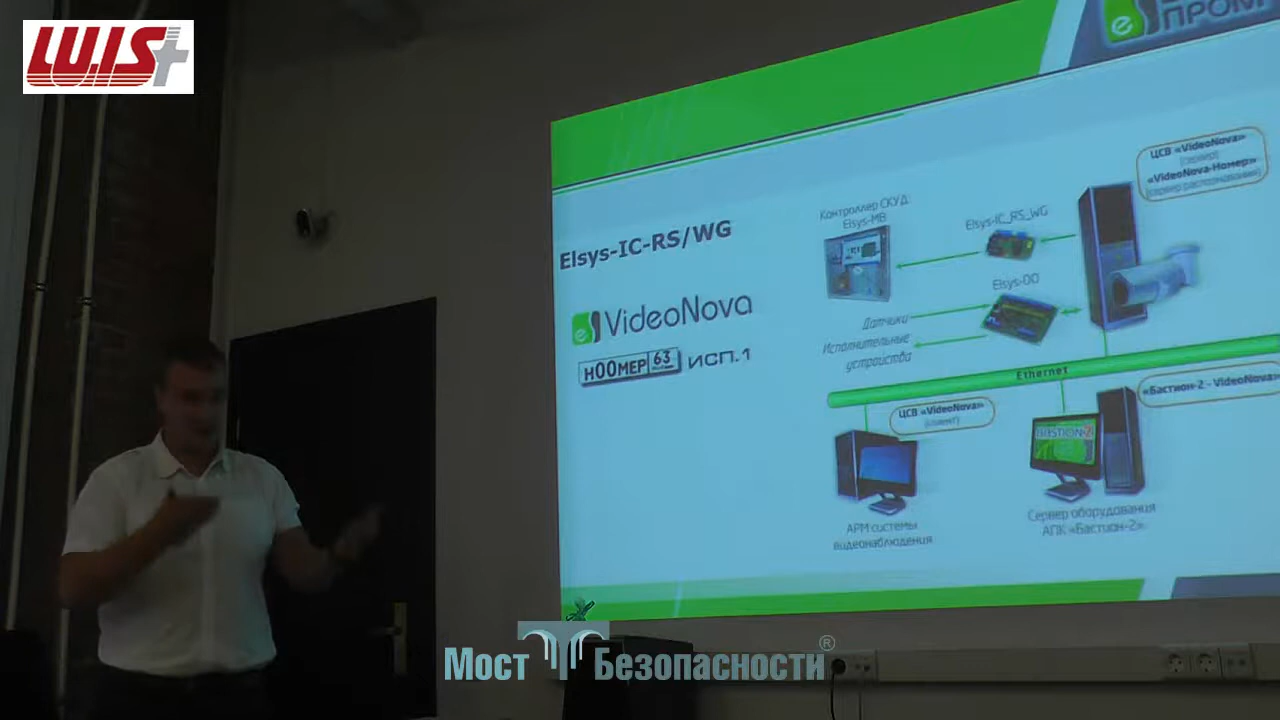 LUIS+
ПРОМ
Elsys-IC-RS/WG
VideoNova
НОМЕР 63 ИСП.1
Контроллер СКУД
Elsys-MB
Elsys-IC_RS_WG
Elsys-DO
Датчики
Исполнительные
устройства
ЦСВ «VideoNova»
(сервер)
«VideoNova-Номер»
(сервер распознавания)
Ethernet
ЦСВ «VideoNova»
(клиент)
«Бастион-2 - VideoNova»
BASTION-2
АРМ системы
видеонаблюдения
Сервер оборудования
АПК «Бастион-2»
Мост Безопасности®